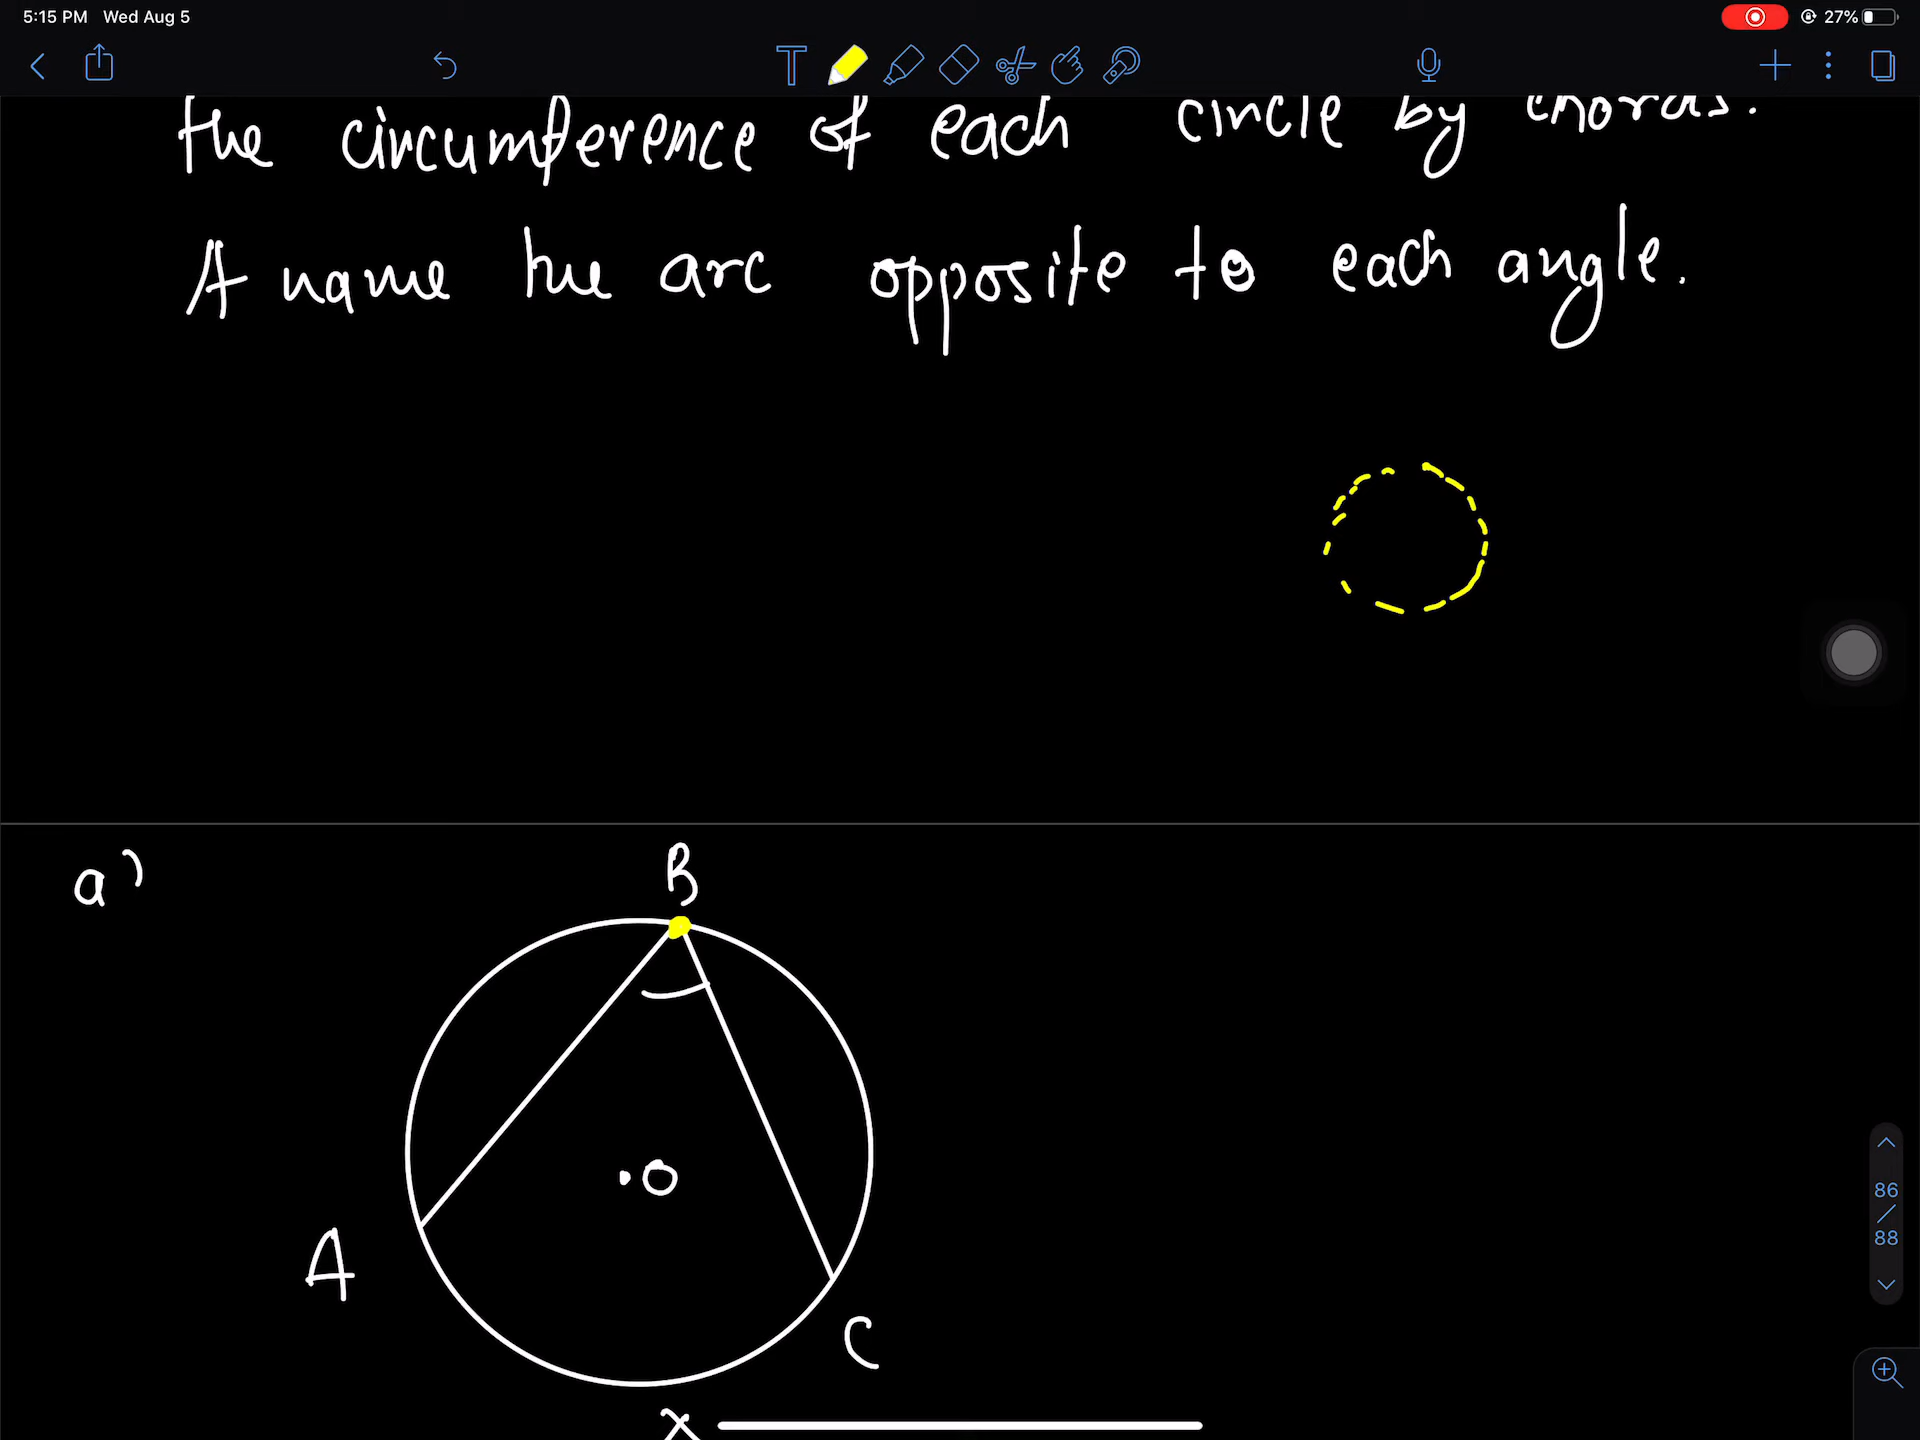 5:15 PM Wed Aug 5
27%
T
the circumference of each circle by chords.
A name the arc opposite to each angle.
a)
B
O
A
C
X
86
/
88